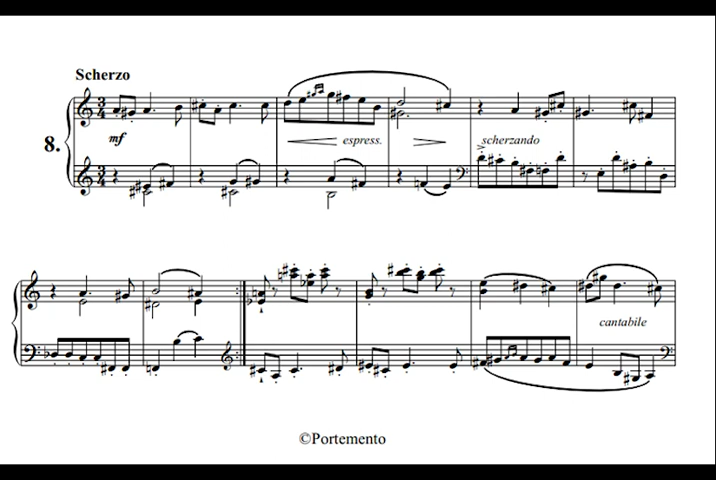 Scherzo
8.
mf
espress.
scherzando
cantabile
©Portemento